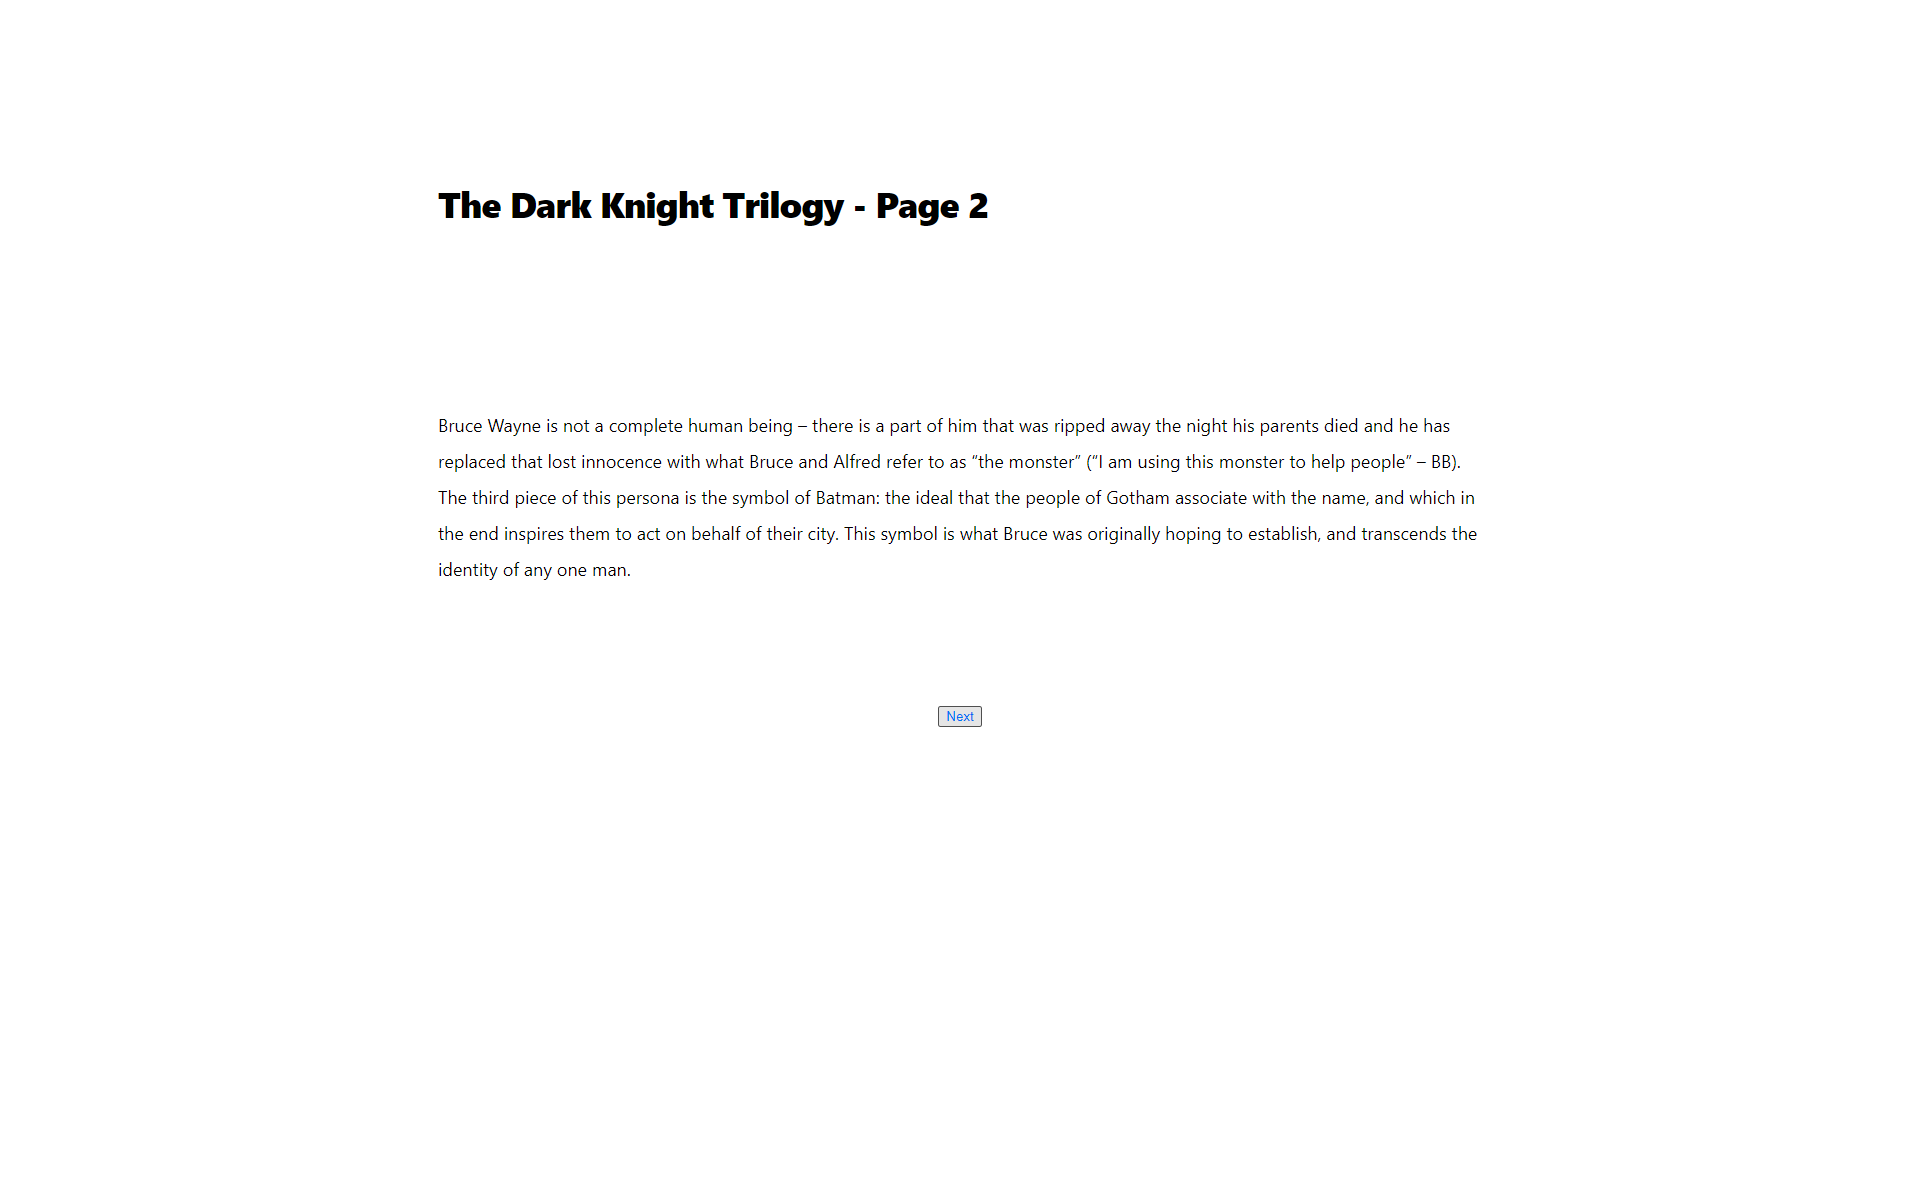 The Dark Knight Trilogy - Page 2
Bruce Wayne is not a complete human being – there is a part of him that was ripped away the night his parents died and he has
replaced that lost innocence with what Bruce and Alfred refer to as “the monster” (“I am using this monster to help people” – BB).
The third piece of this persona is the symbol of Batman: the ideal that the people of Gotham associate with the name, and which in
the end inspires them to act on behalf of their city. This symbol is what Bruce was originally hoping to establish, and transcends the
identity of any one man.
Next